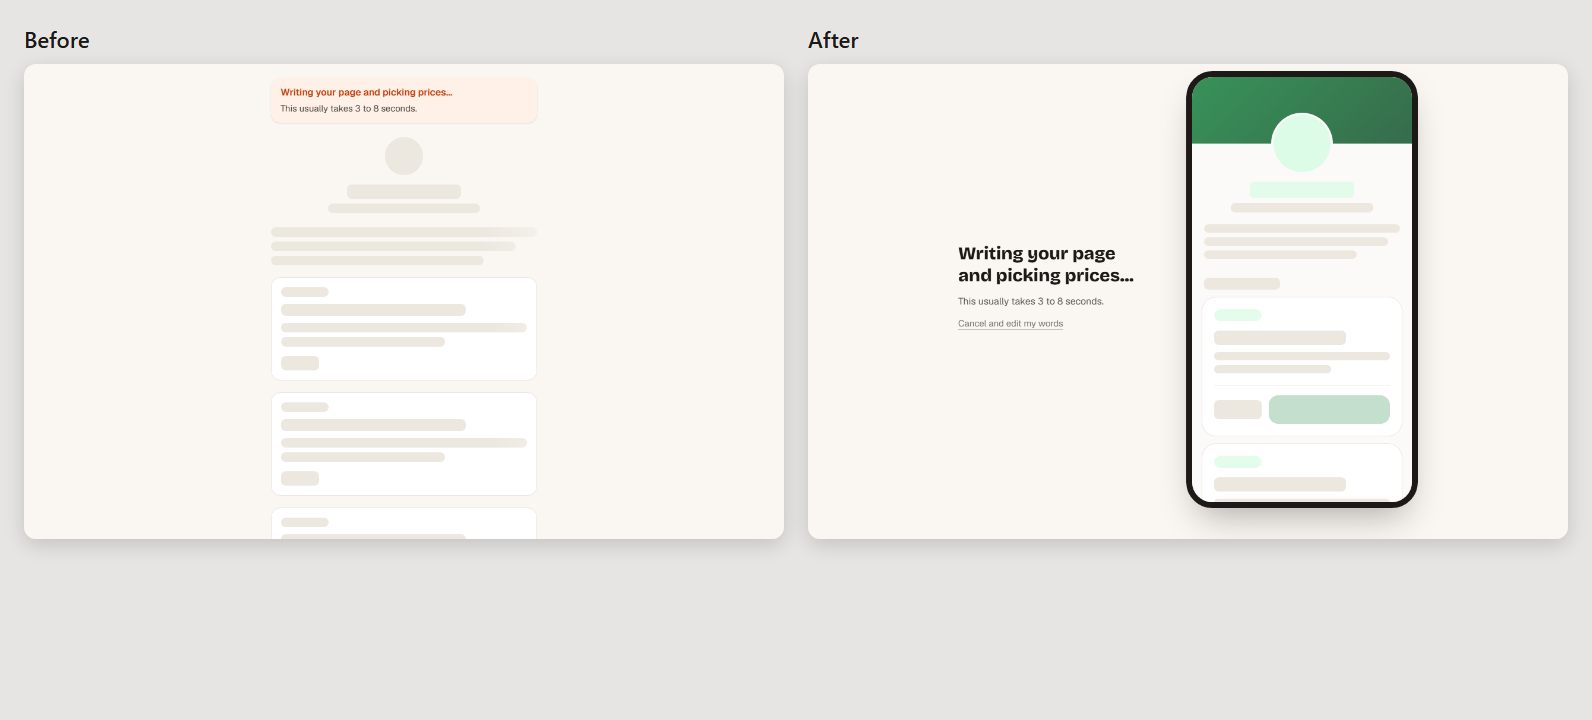 Before
Writing your page and picking prices...
This usually takes 3 to 8 seconds.
After
Writing your page
and picking prices...
This usually takes 3 to 8 seconds.
Cancel and edit my words